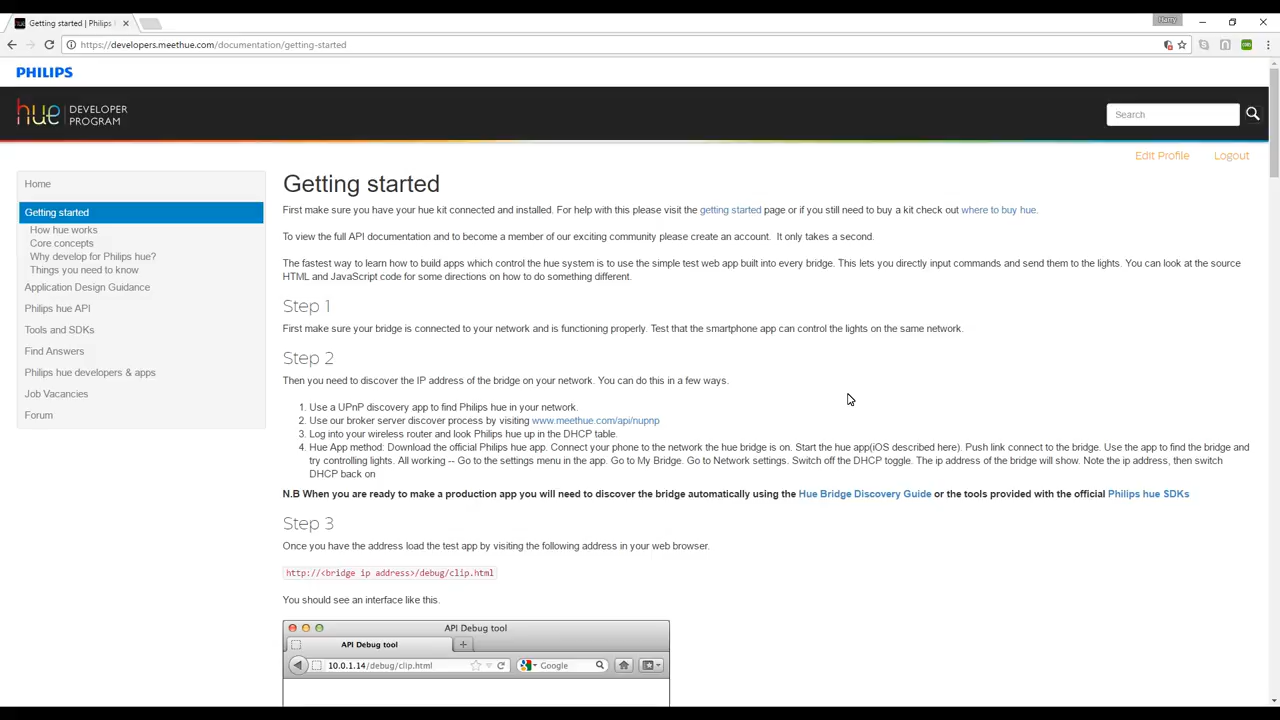 Getting started | Philips
Harry
https://developers.meethue.com/documentation/getting-started
PHILIPS
hue DEVELOPER PROGRAM
Search
Edit Profile
Logout
Home
Getting started
How hue works
Core concepts
Why develop for Philips hue?
Things you need to know
Application Design Guidance
Philips hue API
Tools and SDKs
Find Answers
Philips hue developers & apps
Job Vacancies
Forum
Getting started
First make sure you have your hue kit connected and installed. For help with this please visit the getting started page or if you still need to buy a kit check out where to buy hue.
To view the full API documentation and to become a member of our exciting community please create an account. It only takes a second.
The fastest way to learn how to build apps which control the hue system is to use the simple test web app built into every bridge. This lets you directly input commands and send them to the lights. You can look at the source
HTML and JavaScript code for some directions on how to do something different.
Step 1
First make sure your bridge is connected to your network and is functioning properly. Test that the smartphone app can control the lights on the same network.
Step 2
Then you need to discover the IP address of the bridge on your network. You can do this in a few ways.
1. Use a UPnP discovery app to find Philips hue in your network.
2. Use our broker server discover process by visiting www.meethue.com/api/nupnp
3. Log into your wireless router and look Philips hue up in the DHCP table.
4. Hue App method: Download the official Philips hue app. Connect your phone to the network the hue bridge is on. Start the hue app(iOS described here). Push link connect to the bridge. Use the app to find the bridge and
try controlling lights. All working -- Go to the settings menu in the app. Go to My Bridge. Go to Network settings. Switch off the DHCP toggle. The ip address of the bridge will show. Note the ip address, then switch
DHCP back on
N.B When you are ready to make a production app you will need to discover the bridge automatically using the Hue Bridge Discovery Guide or the tools provided with the official Philips hue SDKs
Step 3
Once you have the address load the test app by visiting the following address in your web browser.
http://<bridge ip address>/debug/clip.html
You should see an interface like this.
API Debug tool
API Debug tool
10.0.1.14/debug/clip.html
Google